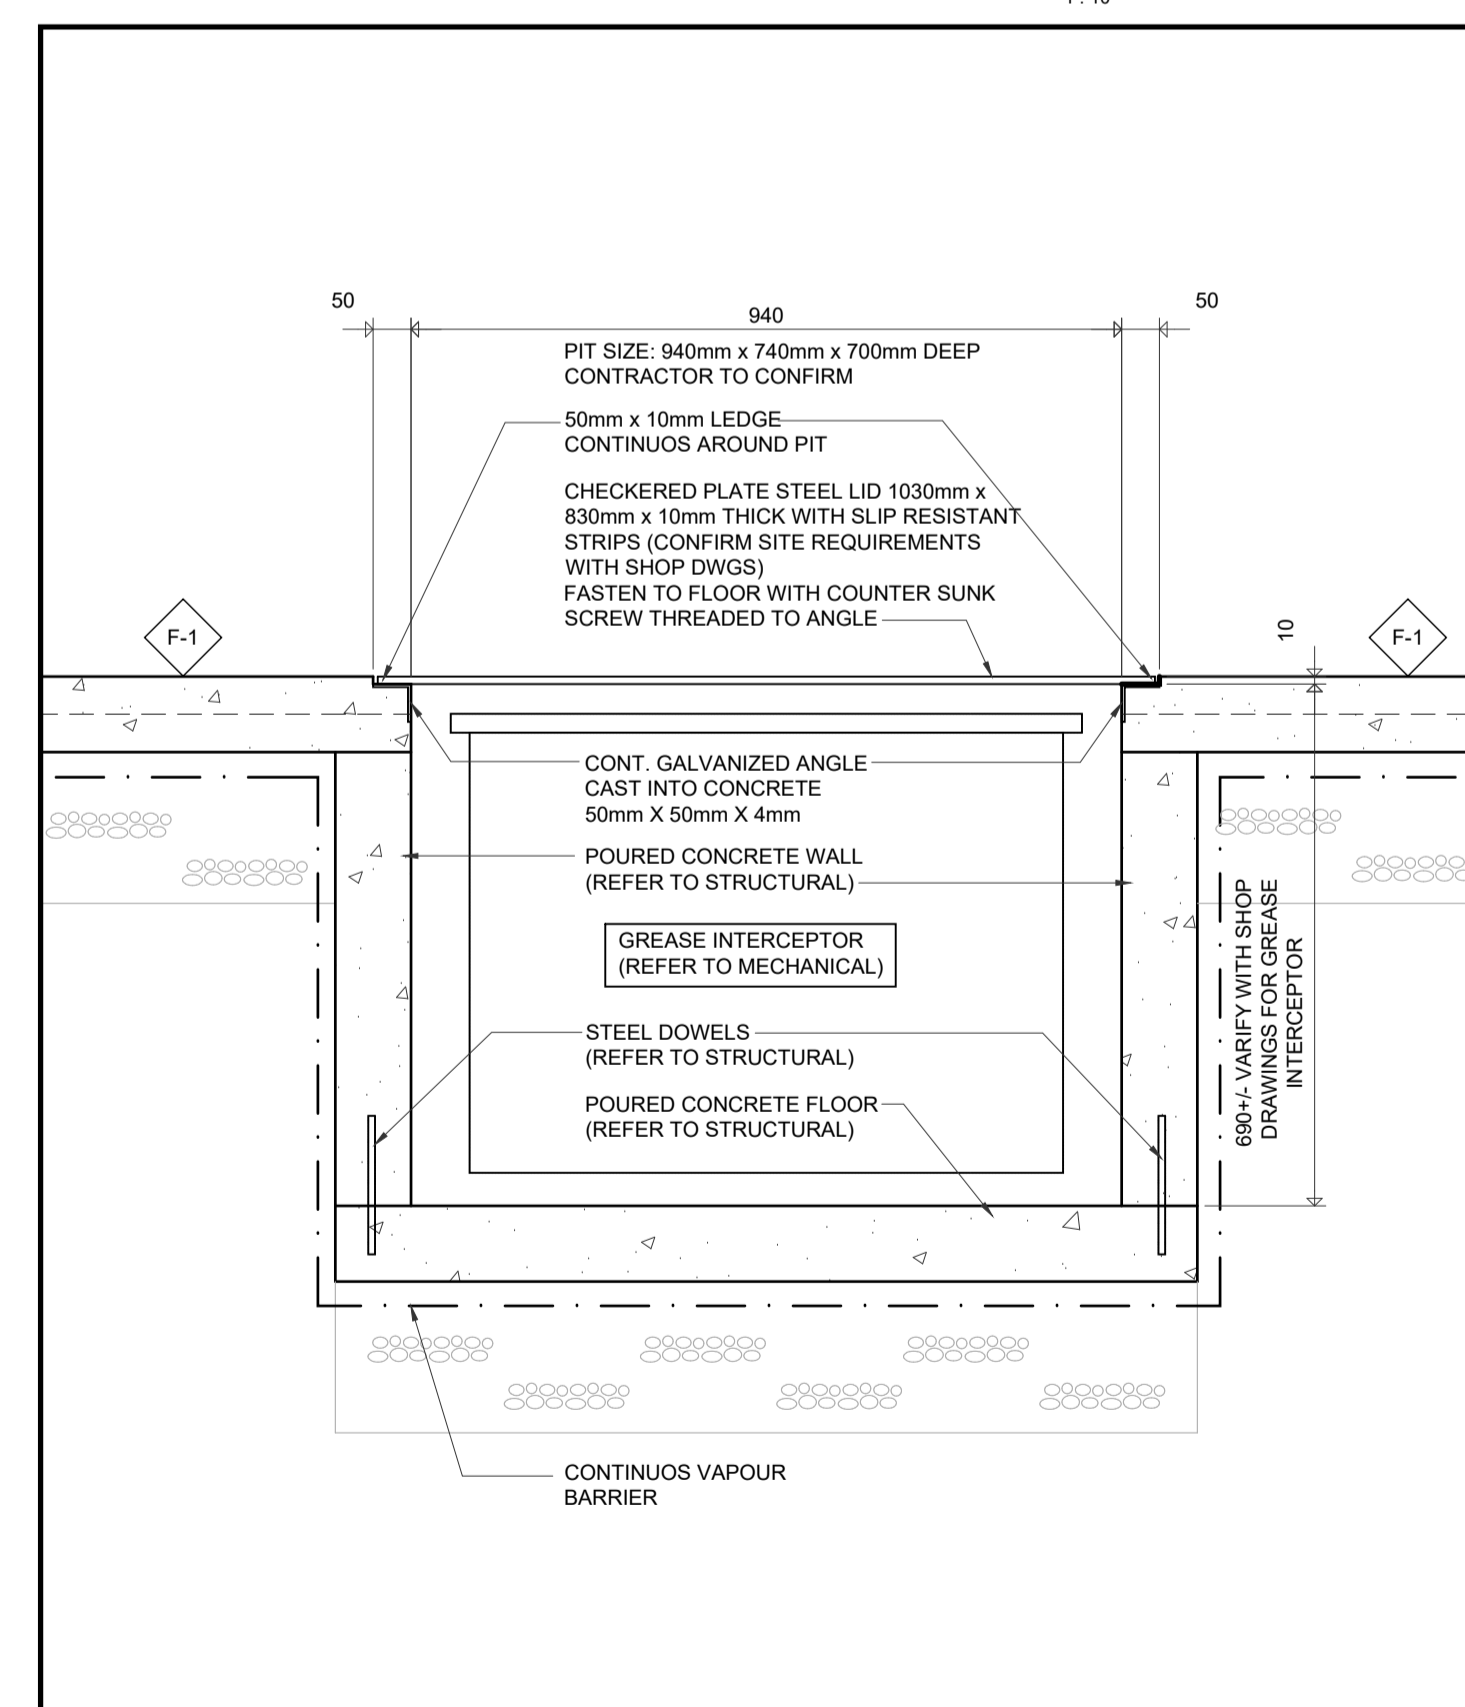 50
940
50
PIT SIZE: 940mm x 740mm x 700mm DEEP
CONTRACTOR TO CONFIRM
50mm x 10mm LEDGE
CONTINUOS AROUND PIT
CHECKERED PLATE STEEL LID 1030mm x
830mm x 10mm THICK WITH SLIP RESISTANT
STRIPS (CONFIRM SITE REQUIREMENTS
WITH SHOP DWGS)
FASTEN TO FLOOR WITH COUNTER SUNK
SCREW THREADED TO ANGLE
F-1
10
F-1
CONT. GALVANIZED ANGLE
CAST INTO CONCRETE
50mm X 50mm X 4mm
POURED CONCRETE WALL
(REFER TO STRUCTURAL)
GREASE INTERCEPTOR
(REFER TO MECHANICAL)
STEEL DOWELS
(REFER TO STRUCTURAL)
POURED CONCRETE FLOOR
(REFER TO STRUCTURAL)
690+/- VARIFY WITH SHOP
DRAWINGS FOR GREASE
INTERCEPTOR
CONTINUOS VAPOUR
BARRIER